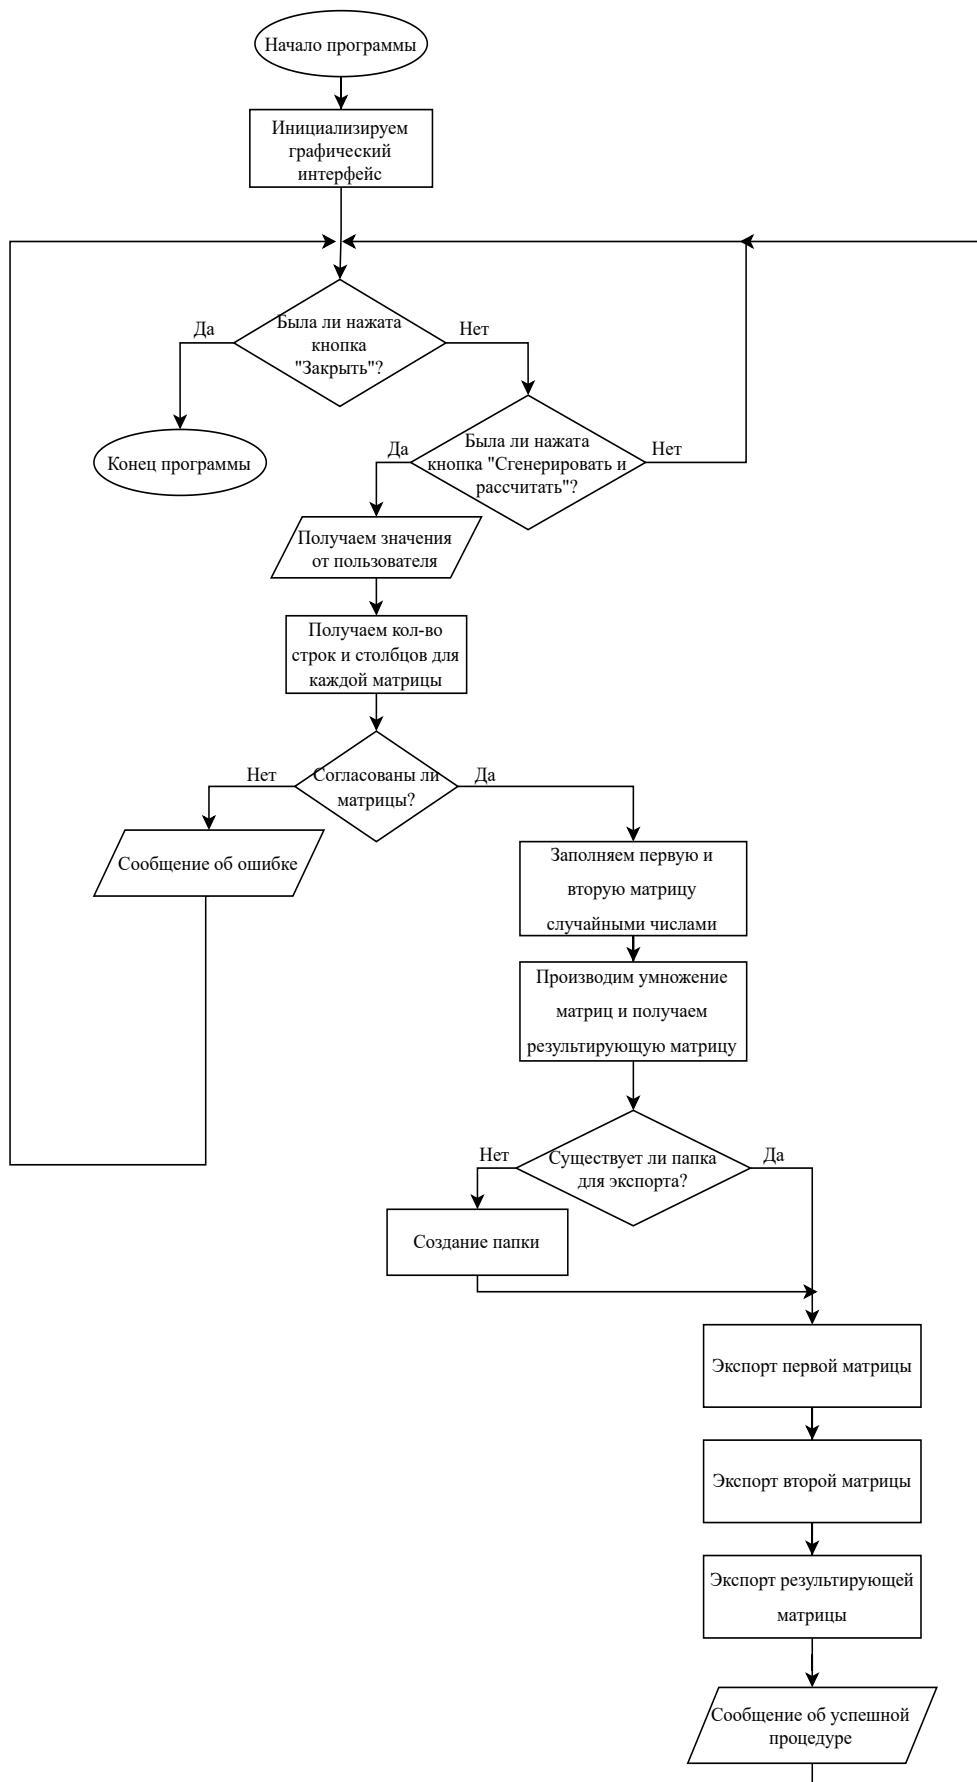 Начало программы
Инициализируем
графический
интерфейс
Да
Была ли нажата
кнопка
"Закрыть"?
Нет
Конец программы
Да
Была ли нажата
кнопка "Сгенерировать и
рассчитать"?
Нет
Получаем значения
от пользователя
Получаем кол-во
строк и столбцов для
каждой матрицы
Нет
Согласованы ли
матрицы?
Да
Сообщение об ошибке
Заполняем первую и
вторую матрицу
случайными числами
Производим умножение
матриц и получаем
результирующую матрицу
Нет
Существует ли папка
для экспорта?
Да
Создание папки
Экспорт первой матрицы
Экспорт второй матрицы
Экспорт результирующей
матрицы
Сообщение об успешной
процедуре